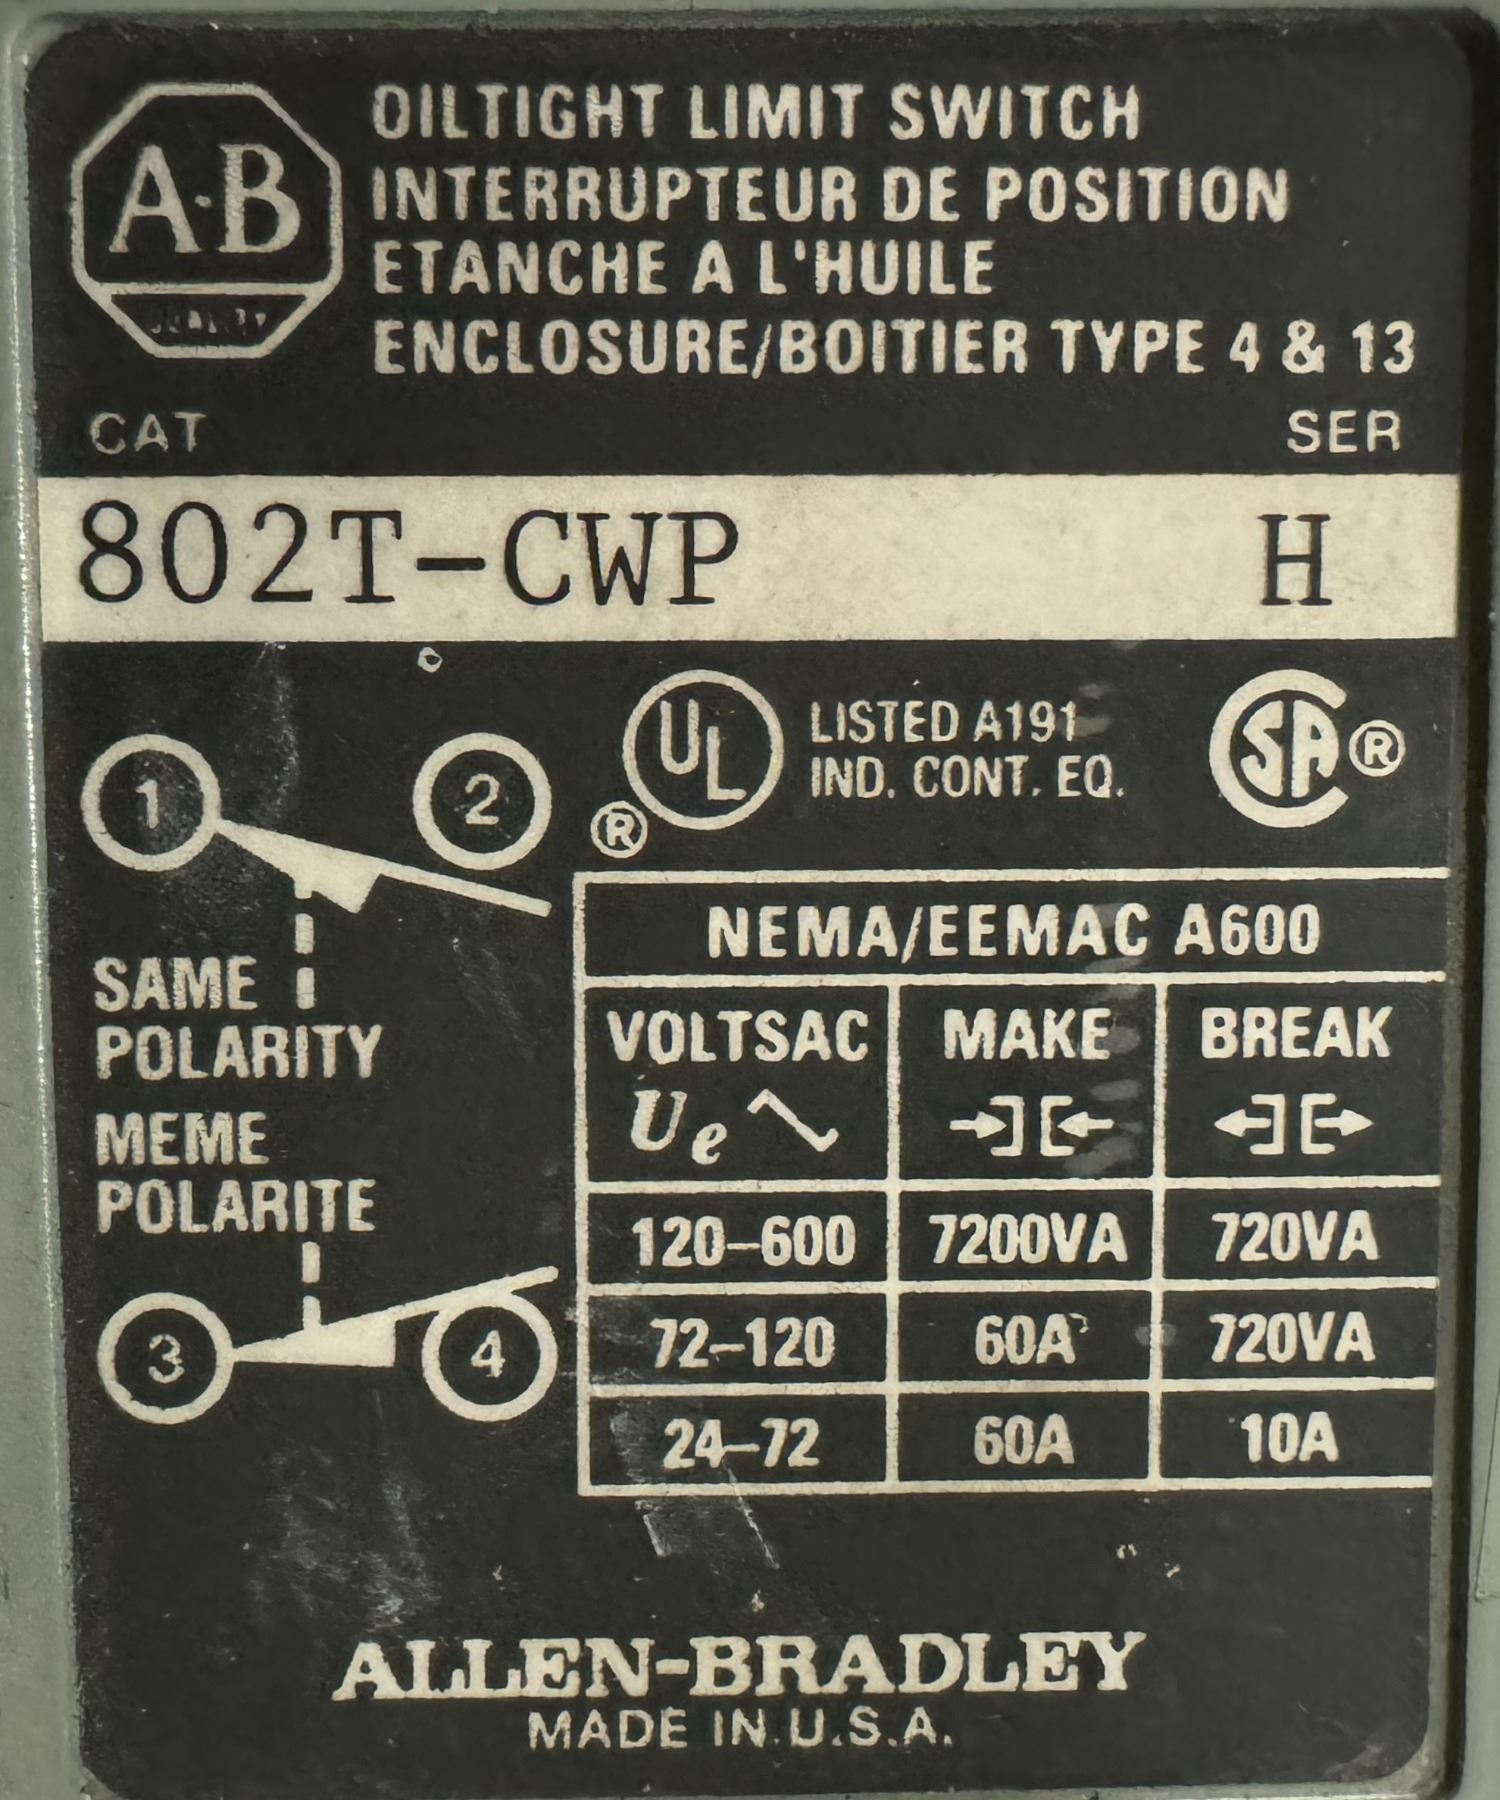 A-B
OILTIGHT LIMIT SWITCH
INTERRUPTEUR DE POSITION
ETANCHE A L'HUILE
ENCLOSURE/BOITIER TYPE 4 & 13
CAT
SER
802T-CWP
H
UL
®
LISTED A191
IND. CONT. EQ.
SA ®
1
2
SAME
POLARITY
MEME
POLARITE
3
4
NEMA/EEMAC A600
VOLTSAC MAKE BREAK
Ue
120–600 7200VA 720VA
72–120 60A 720VA
24–72 60A 10A
ALLEN-BRADLEY
MADE IN U.S.A.